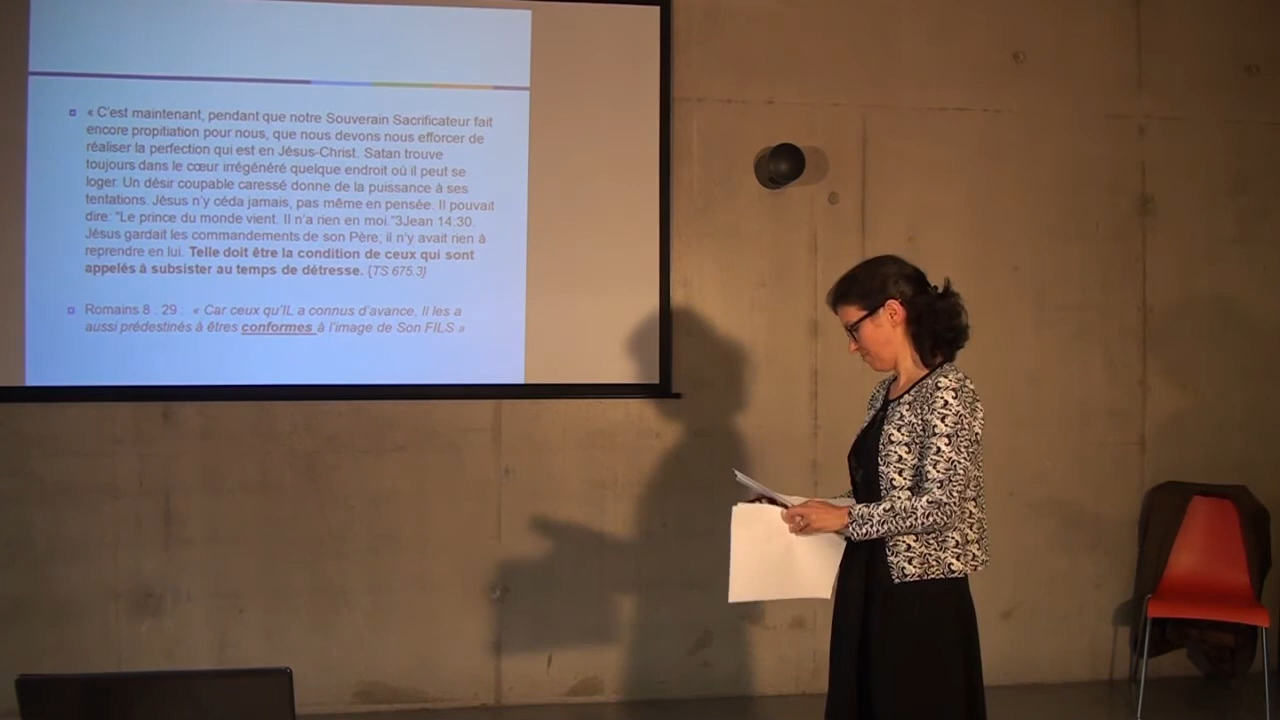 « C'est maintenant, pendant que notre Souverain Sacrificateur fait
encore propitiation pour nous, que nous devons nous efforcer de
réaliser la perfection qui est en Jésus-Christ. Satan trouve
toujours dans le cœur irrégénéré quelque endroit où il peut se
loger. Un désir coupable caressé donne de la puissance à ses
tentations. Jésus n'y céda jamais, pas même en pensée. Il pouvait
dire: "Le prince du monde vient. Il n'a rien en moi."3Jean 14:30.
Jésus gardait les commandements de son Père; il n'y avait rien à
reprendre en lui. Telle doit être la condition de ceux qui sont
appelés à subsister au temps de détresse. {TS 675.3}
Romains 8 : 29 : « Car ceux qu'IL a connus d'avance, Il les a
aussi prédestinés à êtres conformes à l'image de Son FILS »